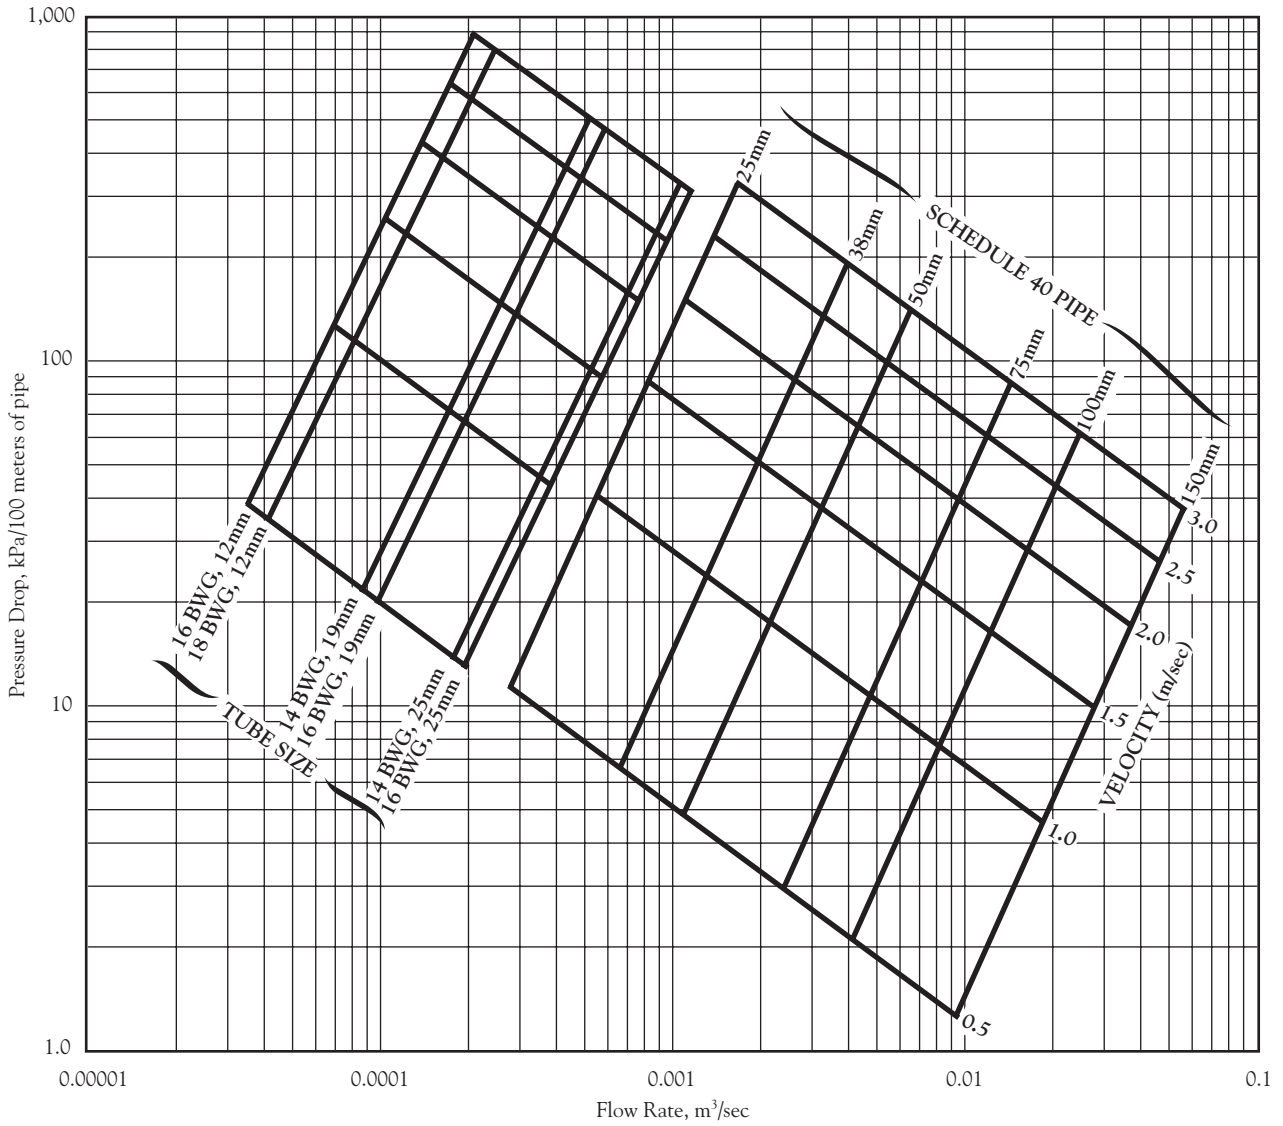 1,000
100
10
1.0
Pressure Drop, kPa/100 meters of pipe
0.00001
0.0001
0.001
0.01
0.1
Flow Rate, m³/sec
25mm
38mm
50mm
75mm
100mm
150mm
SCHEDULE 40 PIPE
3.0
2.5
2.0
1.5
1.0
0.5
VELOCITY (m/sec)
16 BWG, 12mm
18 BWG, 12mm
14 BWG, 19mm
16 BWG, 19mm
14 BWG, 25mm
16 BWG, 25mm
TUBE SIZE